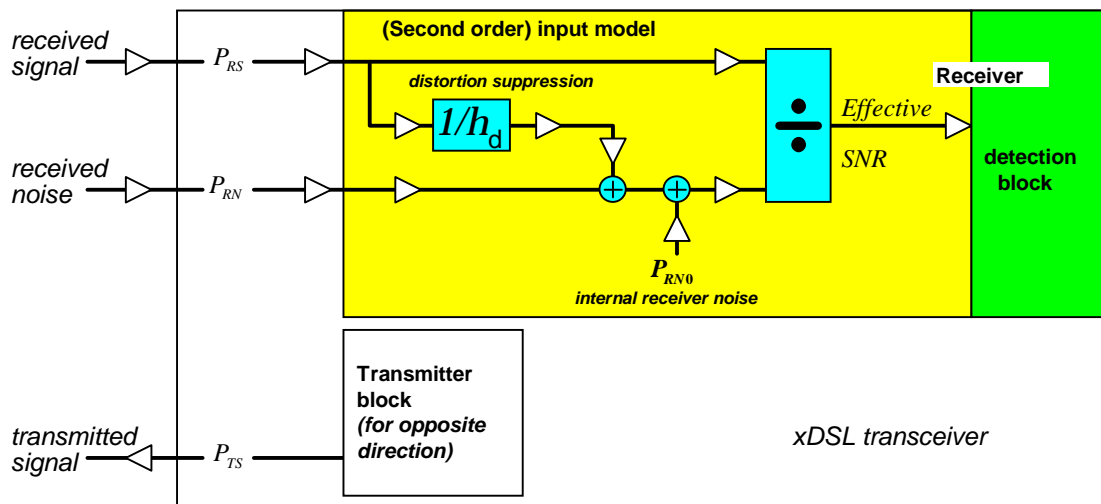 (Second order) input model
received
signal
P_RS
distortion suppression
1/h_d
Receiver
Effective
SNR
detection
block
received
noise
P_RN
+
+
÷
P_RN0
internal receiver noise
Transmitter
block
(for opposite
direction)
transmitted
signal
P_TS
xDSL transceiver